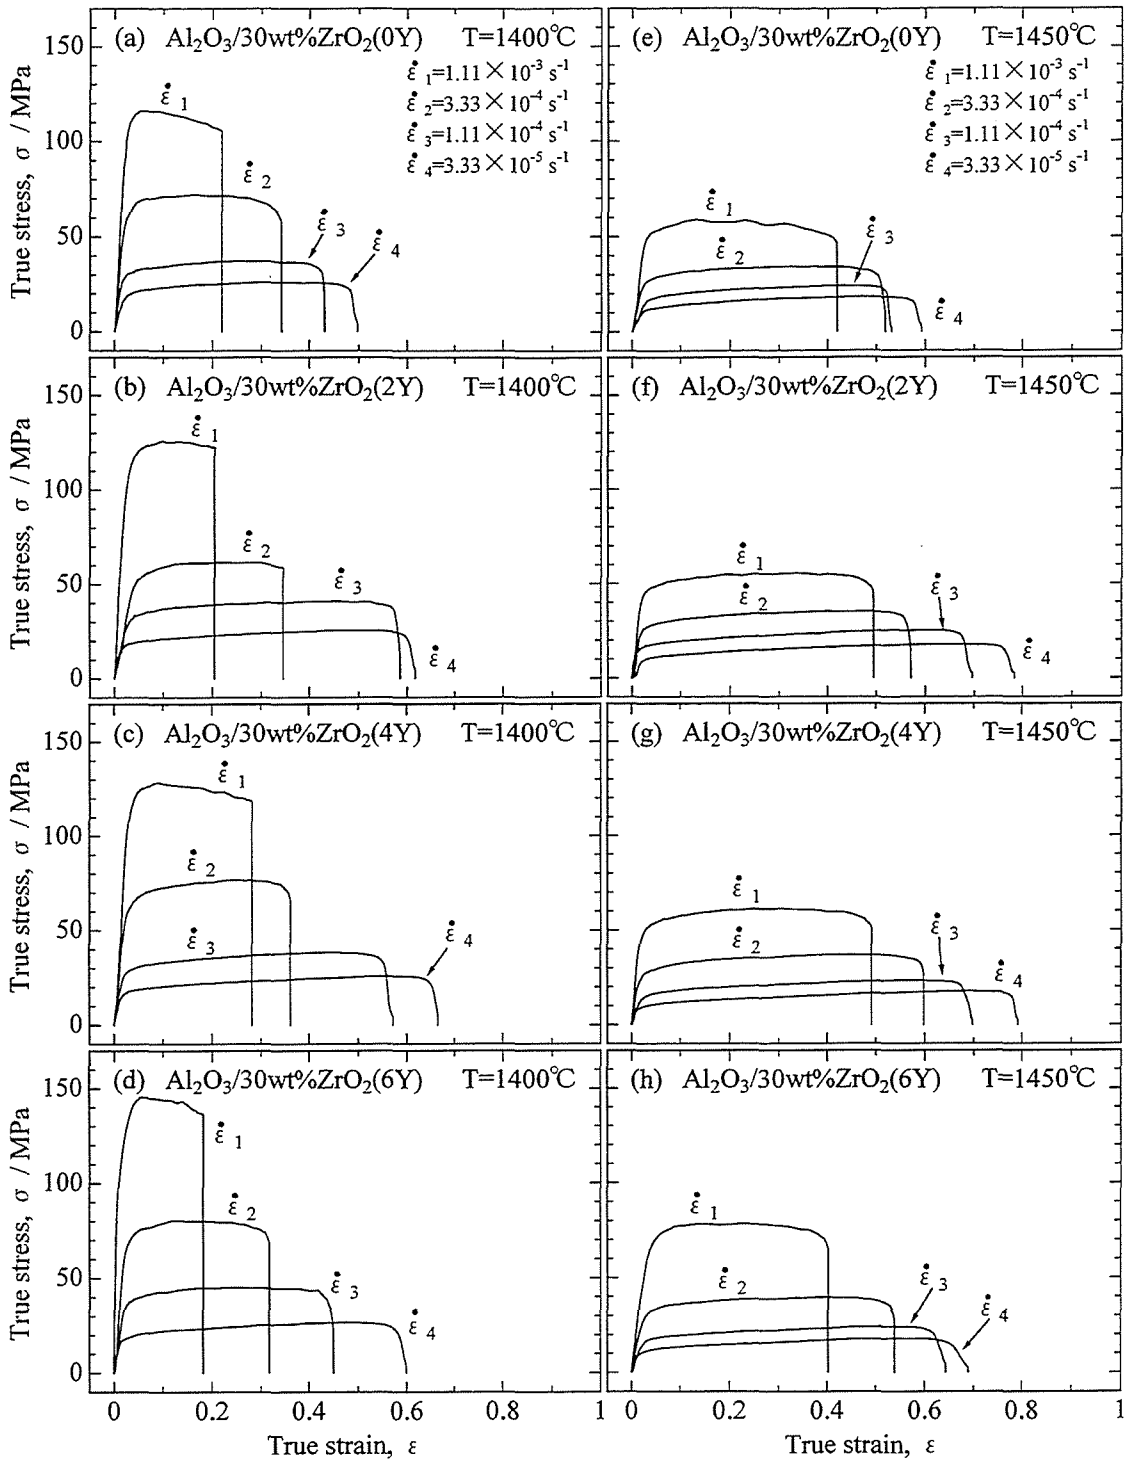 (a) Al₂O₃/30wt%ZrO₂(0Y) T=1400℃
ε̇ ₁=1.11×10⁻³ s⁻¹
ε̇ ₂=3.33×10⁻⁴ s⁻¹
ε̇ ₃=1.11×10⁻⁴ s⁻¹
ε̇ ₄=3.33×10⁻⁵ s⁻¹
ε̇ 1
ε̇ 2
ε̇ 3
ε̇ 4
True stress, σ / MPa
150
100
50
0
(e) Al₂O₃/30wt%ZrO₂(0Y) T=1450℃
ε̇ ₁=1.11×10⁻³ s⁻¹
ε̇ ₂=3.33×10⁻⁴ s⁻¹
ε̇ ₃=1.11×10⁻⁴ s⁻¹
ε̇ ₄=3.33×10⁻⁵ s⁻¹
ε̇ 1
ε̇ 2
ε̇ 3
ε̇ 4
(b) Al₂O₃/30wt%ZrO₂(2Y) T=1400℃
ε̇ 1
ε̇ 2
ε̇ 3
ε̇ 4
True stress, σ / MPa
150
100
50
0
(f) Al₂O₃/30wt%ZrO₂(2Y) T=1450℃
ε̇ 1
ε̇ 2
ε̇ 3
ε̇ 4
(c) Al₂O₃/30wt%ZrO₂(4Y) T=1400℃
ε̇ 1
ε̇ 2
ε̇ 3
ε̇ 4
True stress, σ / MPa
150
100
50
0
(g) Al₂O₃/30wt%ZrO₂(4Y) T=1450℃
ε̇ 1
ε̇ 2
ε̇ 3
ε̇ 4
(d) Al₂O₃/30wt%ZrO₂(6Y) T=1400℃
ε̇ 1
ε̇ 2
ε̇ 3
ε̇ 4
True stress, σ / MPa
150
100
50
0
(h) Al₂O₃/30wt%ZrO₂(6Y) T=1450℃
ε̇ 1
ε̇ 2
ε̇ 3
ε̇ 4
0 0.2 0.4 0.6 0.8 1
True strain, ε
0 0.2 0.4 0.6 0.8 1
True strain, ε